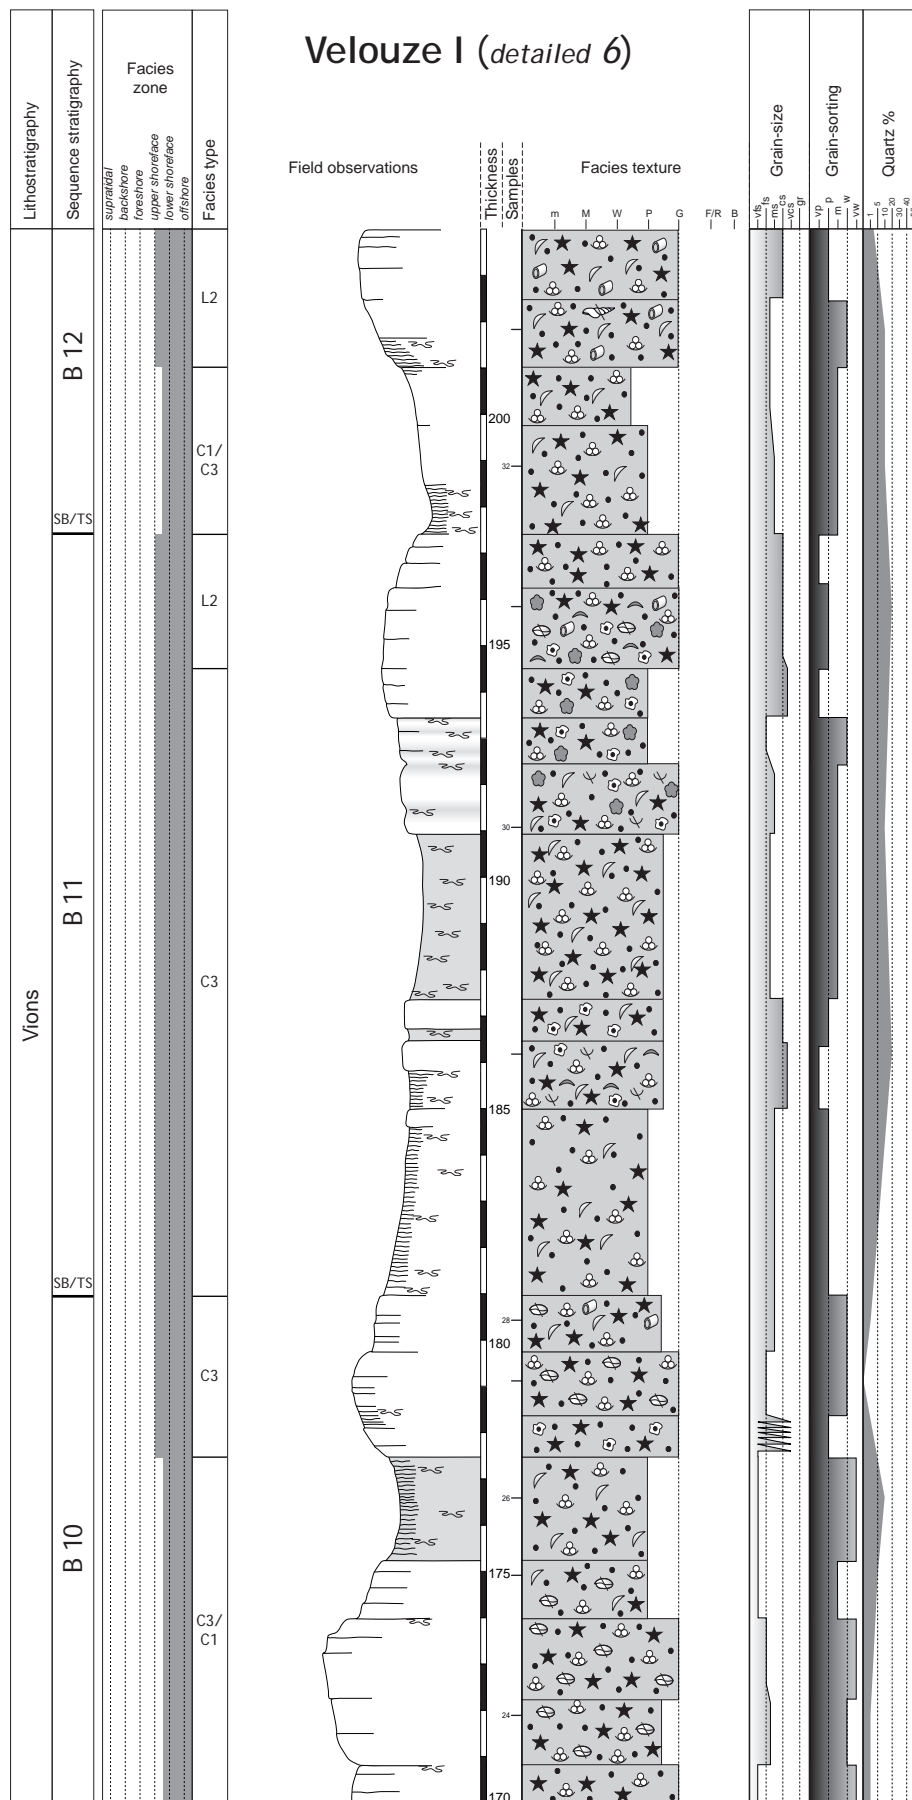 Velouze I (detailed 6)
Lithostratigraphy
Sequence stratigraphy
Facies
zone
supratidal
backshore
foreshore
upper shoreface
lower shoreface
offshore
Facies type
Field observations
Thickness
Samples
Facies texture
m M W P G F/R B
Grain-size
vfs fs ms cs vcs gr
Grain-sorting
vp p m w vw
Quartz %
1 5 10 20 30 40
B 12
L2
200
C1/
C3
32
SB/TS
L2
195
B 11
30
190
C3
Vions
185
SB/TS
28
180
C3
26
B 10
175
C3/
C1
24
170